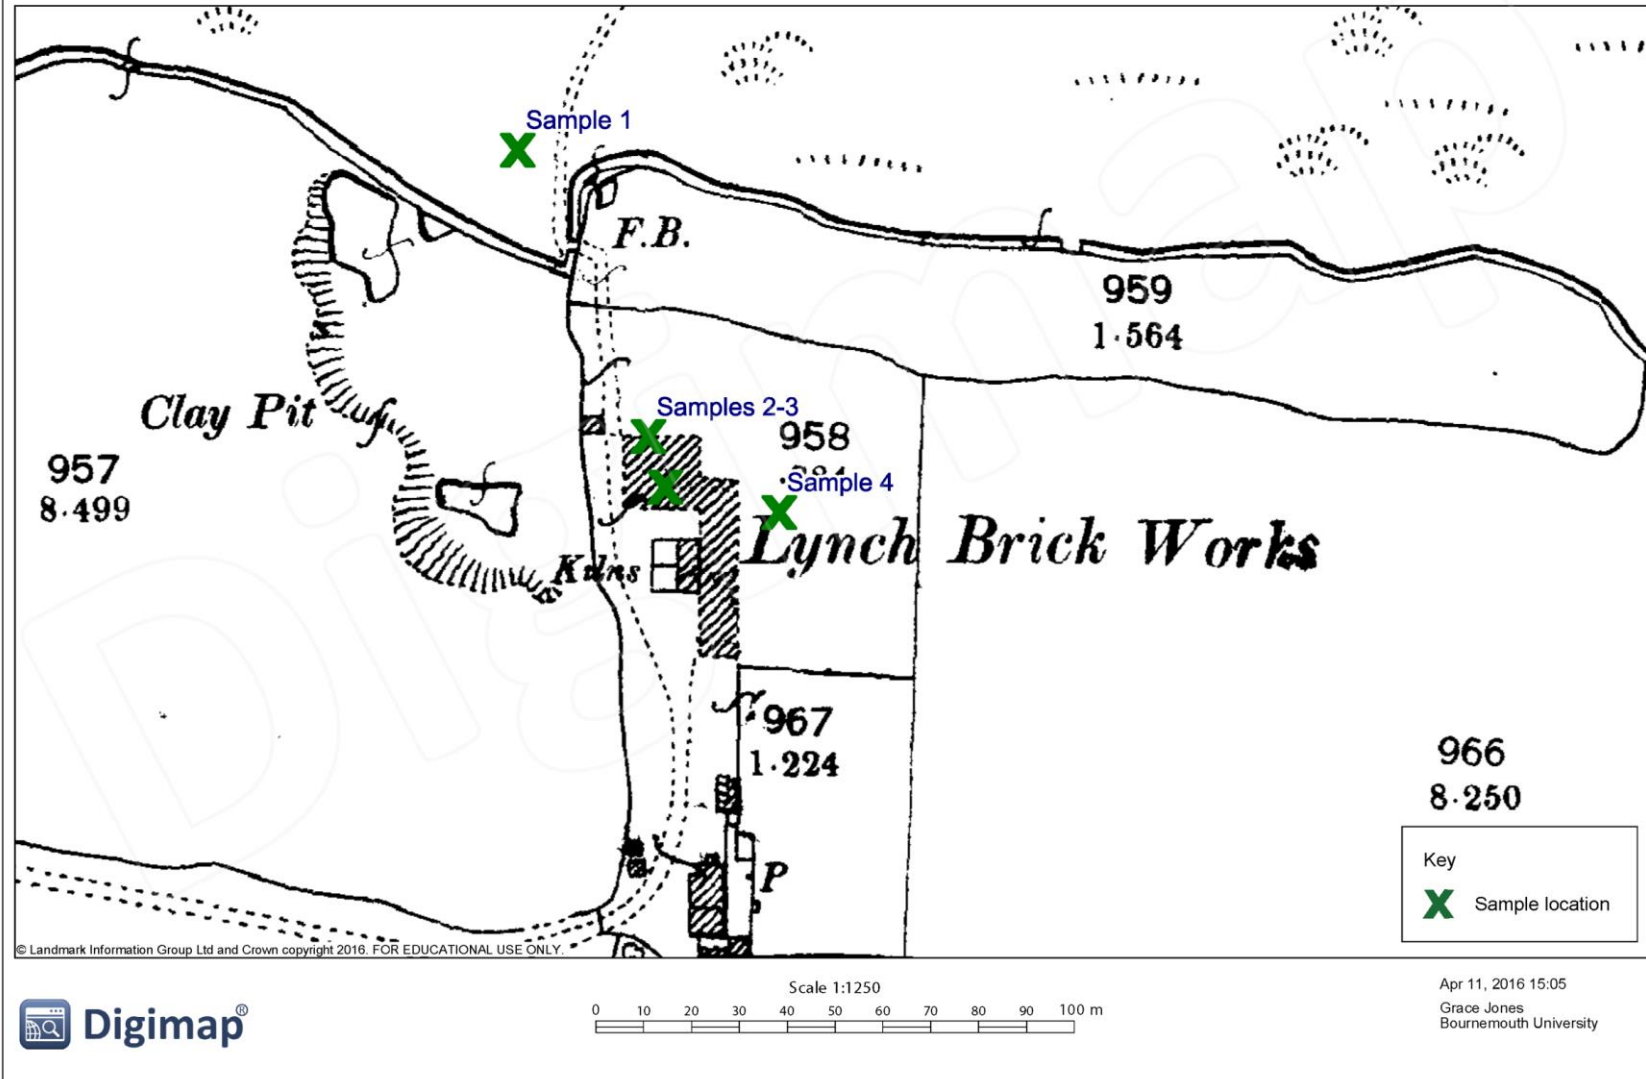 Sample 1
F.B.
959
1·564
Clay Pit
Samples 2-3
958
957
8·499
Sample 4
Lynch Brick Works
Kilns
967
1·224
966
8·250
P
Key
Sample location
© Landmark Information Group Ltd and Crown copyright 2016. FOR EDUCATIONAL USE ONLY.
Digimap
Digimap®
Scale 1:1250
0 10 20 30 40 50 60 70 80 90 100 m
Apr 11, 2016 15:05
Grace Jones
Bournemouth University